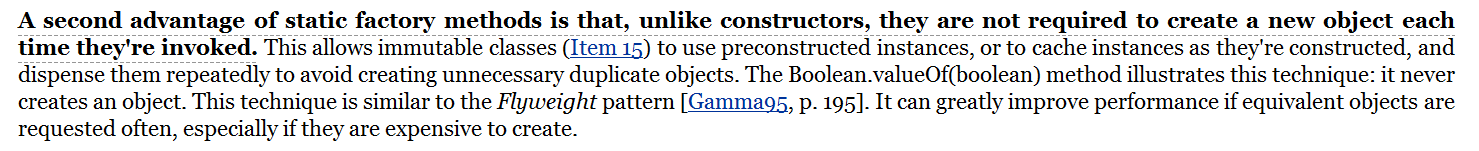 A second advantage of static factory methods is that, unlike constructors, they are not required to create a new object each
time they're invoked. This allows immutable classes (Item 15) to use preconstructed instances, or to cache instances as they're constructed, and
dispense them repeatedly to avoid creating unnecessary duplicate objects. The Boolean.valueOf(boolean) method illustrates this technique: it never
creates an object. This technique is similar to the Flyweight pattern [Gamma95, p. 195]. It can greatly improve performance if equivalent objects are
requested often, especially if they are expensive to create.